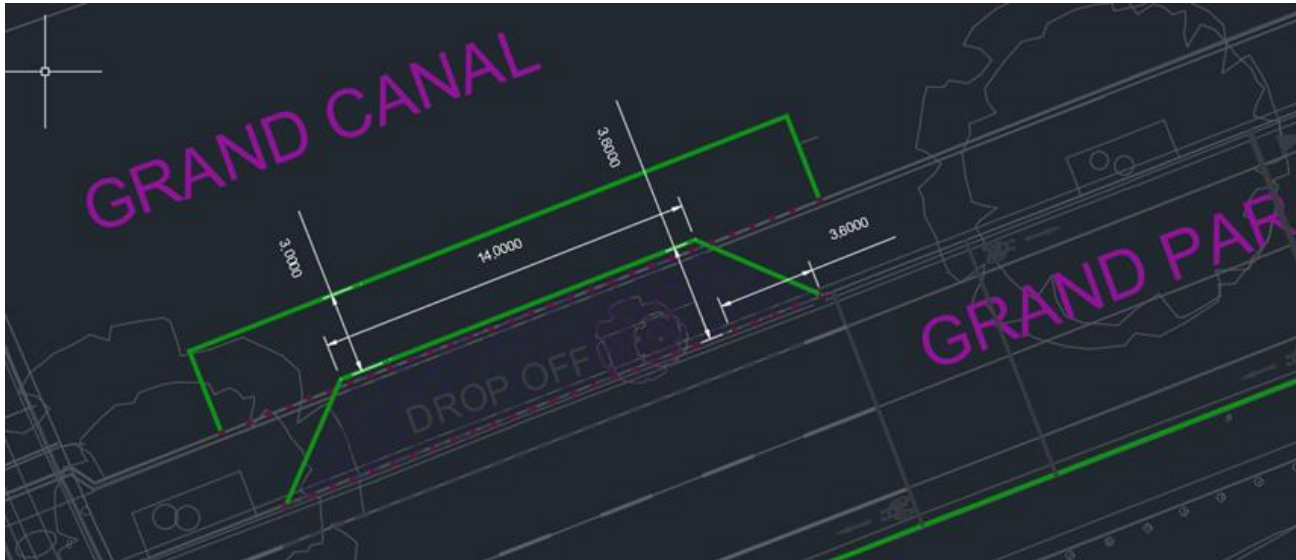 GRAND CANAL
3,6000
3,0000
14,0000
3,6000
GRAND PAR
DROP OFF